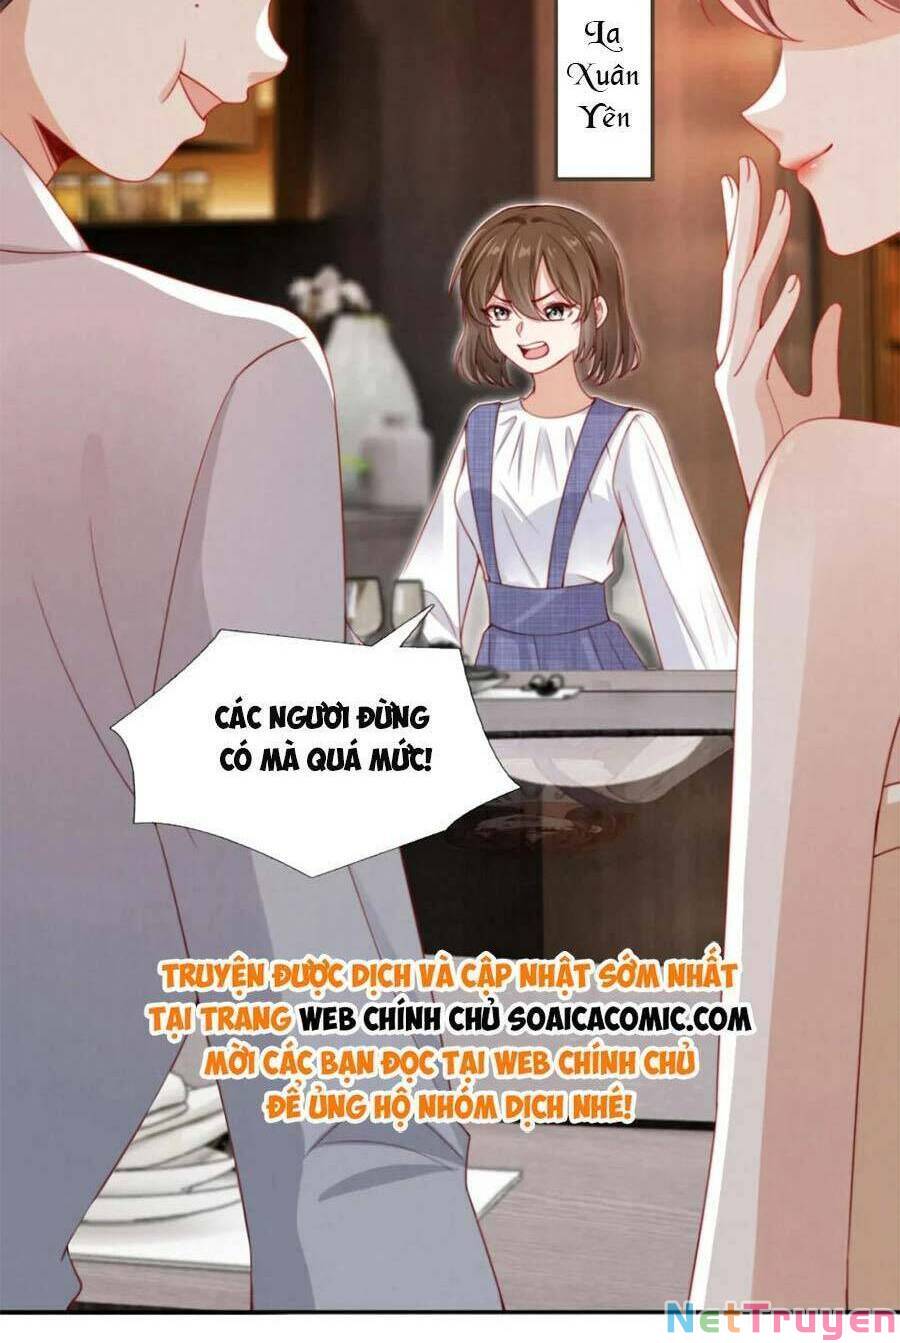 La
Xuân
Yên
CÁC NGƯƠI ĐỪNG
CÓ MÀ QUÁ MỨC!
TRUYỆN ĐƯỢC DỊCH VÀ CẬP NHẬT SỚM NHẤT
TẠI TRANG WEB CHÍNH CHỦ SOAICACOMIC.COM
MỜI CÁC BẠN ĐỌC TẠI WEB CHÍNH CHỦ
ĐỂ ỦNG HỘ NHÓM DỊCH NHÉ!
NetTruyen